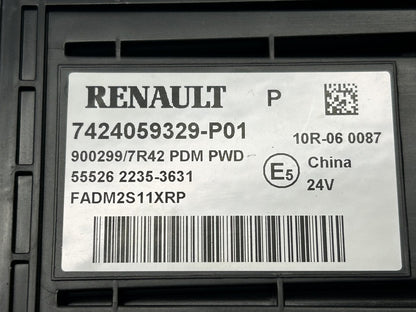 RENAULT P
7424059329-P01
10R-06 0087
900299/7R42 PDM PWD
E5 China
55526 2235-3631
24V
FADM2S11XRP